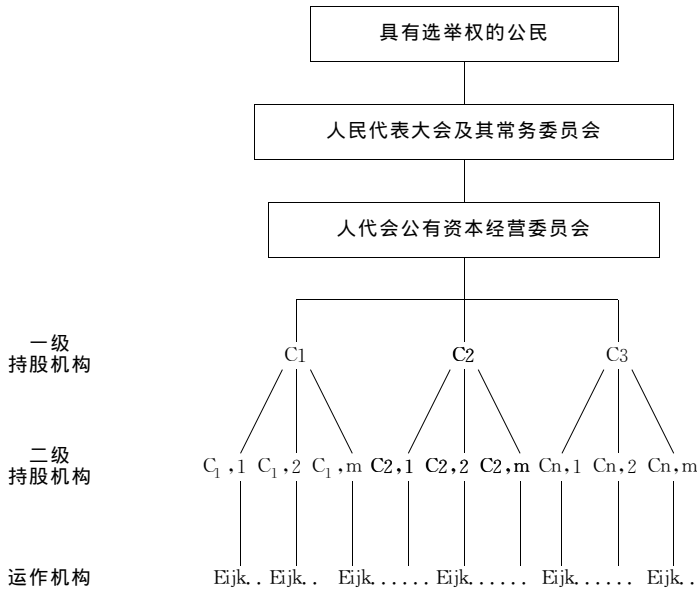 具有选举权的公民
人民代表大会及其常务委员会
人代会公有资本经营委员会
一级
持股机构
C1 C2 C3
二级
持股机构
C1,1 C1,2 C1,m C2,1 C2,2 C2,m Cn,1 Cn,2 Cn,m
运作机构 Eijk.. Eijk.. Eijk...... Eijk...... Eijk...... Eijk..